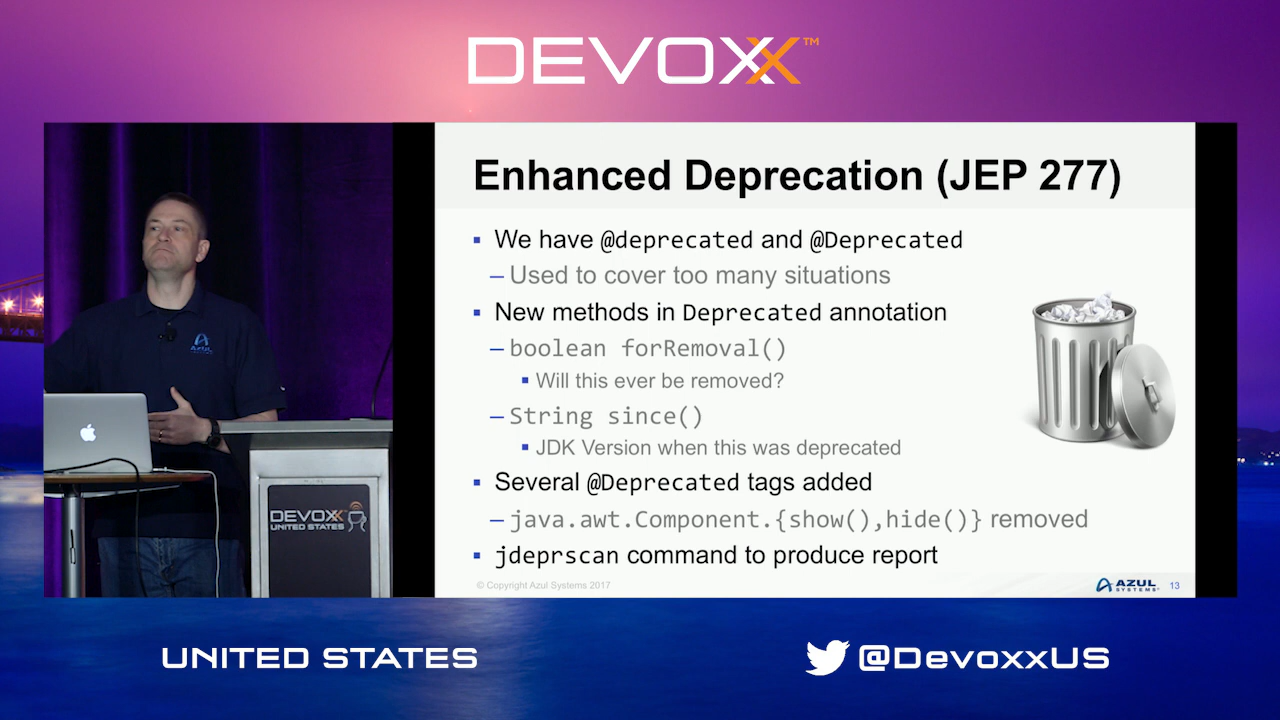 DEVOXX™
Enhanced Deprecation (JEP 277)
We have @deprecated and @Deprecated
– Used to cover too many situations
New methods in Deprecated annotation
– boolean forRemoval()
Will this ever be removed?
– String since()
JDK Version when this was deprecated
Several @Deprecated tags added
– java.awt.Component.{show(),hide()} removed
jdeprscan command to produce report
© Copyright Azul Systems 2017
AZUL SYSTEMS
13
AZUL
SYSTEMS
DEVOXX
UNITED STATES
UNITED STATES
@DevoxxUS